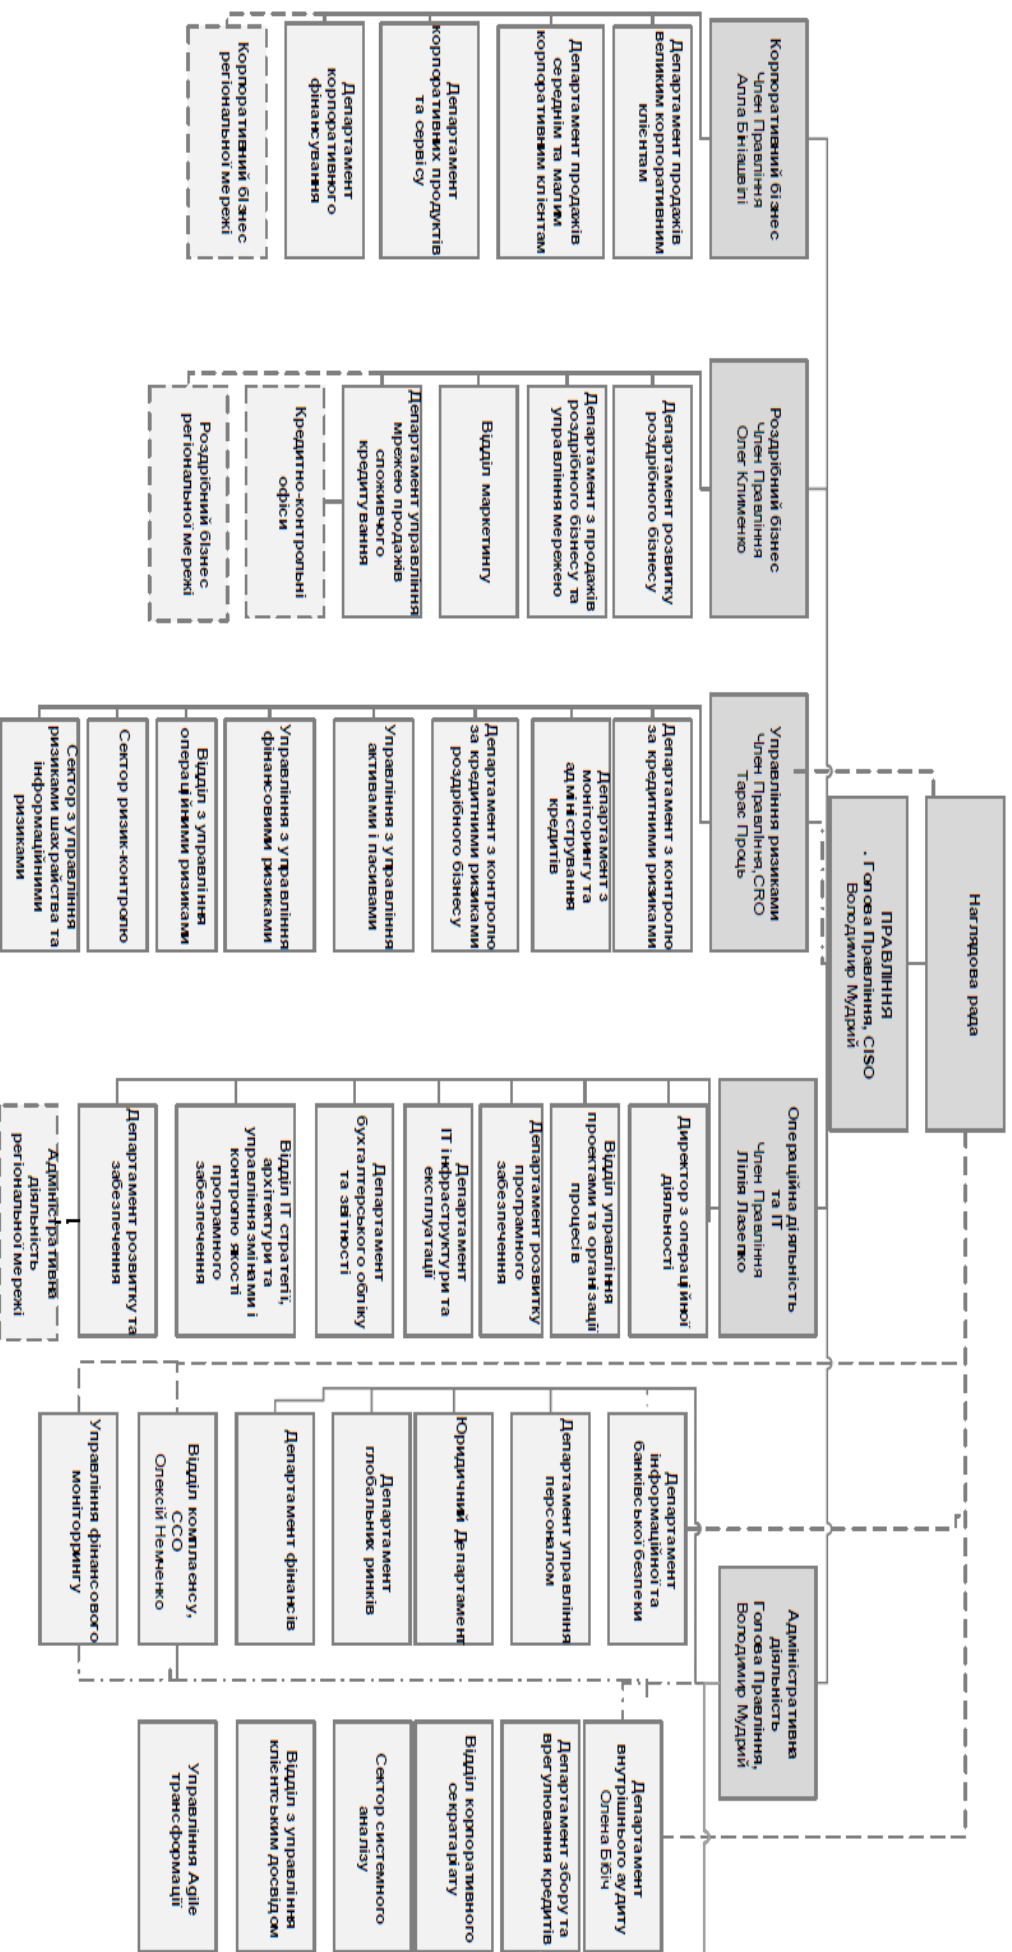 Наглядова рада
ПРАВЛІННЯ
. Голова Правління, CISO
Володимир Мудрий
Корпоративний бізнес
Член Правління
Алла Бініашвілі
Департамент продажів
великим корпоративним
клієнтам
Департамент продажів
середнім та малим
корпоративним клієнтам
Департамент
корпоративних продуктів
та сервісу
Департамент
корпоративного
фінансування
Корпоративний бізнес
регіональної мережі
Роздрібний бізнес
Член Правління
Олег Клименко
Департамент розвитку
роздрібного бізнесу
Департамент з продажів
роздрібного бізнесу та
управління мережею
Відділ маркетингу
Департамент управління
мрежею продажів
споживчого
кредитування
Кредитно-контрольні
офіси
Роздрібний бізнес
регіональної мережі
Управління ризиками
Член Правління, CRO
Тарас Проць
Департамент з контролю
за кредитними ризиками
Департамент з
моніторингу та
адміністрування
кредитів
Департамент з контролю
за кредитними ризиками
роздрібного бізнесу
Управління з управління
активами і пасивами
Управління з управління
фінансовими ризиками
Відділ з управління
операційними ризиками
Сектор ризик-контролю
Сектор з управління
ризиками шахрайства та
інформаційними
ризиками
Операційна діяльність
та ІТ
Член Правління
Лілія Лазепко
Директор з операційної
діяльності
Відділ управління
проектами та організації
процесів
Департамент розвитку
програмного
забезпечення
Департамент
ІТ інфраструктури та
експлуатації
Департамент
бухгалтерського обліку
та звітності
Відділ ІТ стратегії,
архітектури та
управління змінами і
контролю якості
програмного
забезпечення
Департамент розвитку та
забезпечення
Адміністративна
діяльність
регіональної мережі
Адміністративна
діяльність
Голова Правління,
Володимир Мудрий
Департамент
інформаційної та
банківської безпеки
Департамент управління
персоналом
Юридичний Департамент
Департамент
глобальних ринків
Департамент фінансів
Відділ комплаєнсу,
CCO
Олексій Немченко
Управління фінансового
моніторрингу
Департамент
внутрішнього аудиту
Олена Бібіч
Департамент збору та
врегулювання кредитів
Відділ корпоративного
секратаріату
Сектор системного
аналізу
Відділ з управління
клієнтським досвідом
Управління Agile
трансформації